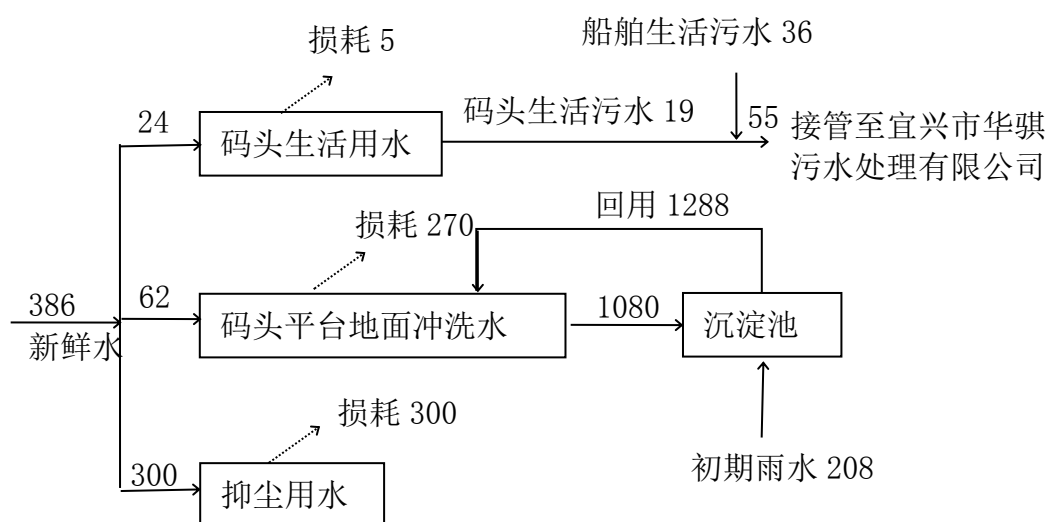 船舶生活污水 36
损耗 5
24
码头生活用水
码头生活污水 19
55
接管至宜兴市华骐
污水处理有限公司
回用 1288
损耗 270
386
新鲜水
62
码头平台地面冲洗水
1080
沉淀池
损耗 300
初期雨水 208
300
抑尘用水